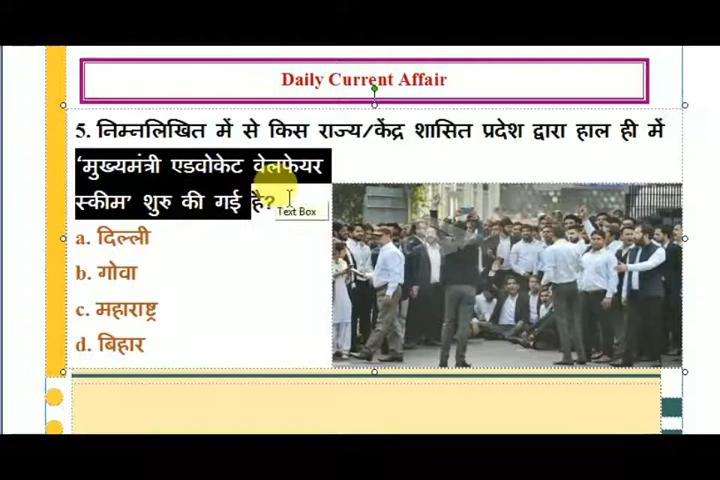 Daily Current Affair
5. निम्नलिखित में से किस राज्य/केंद्र शासित प्रदेश द्वारा हाल ही में
‘मुख्यमंत्री एडवोकेट वेलफेयर
स्कीम’ शुरु की गई है?
Text Box
a. दिल्ली
b. गोवा
c. महाराष्ट्र
d. बिहार